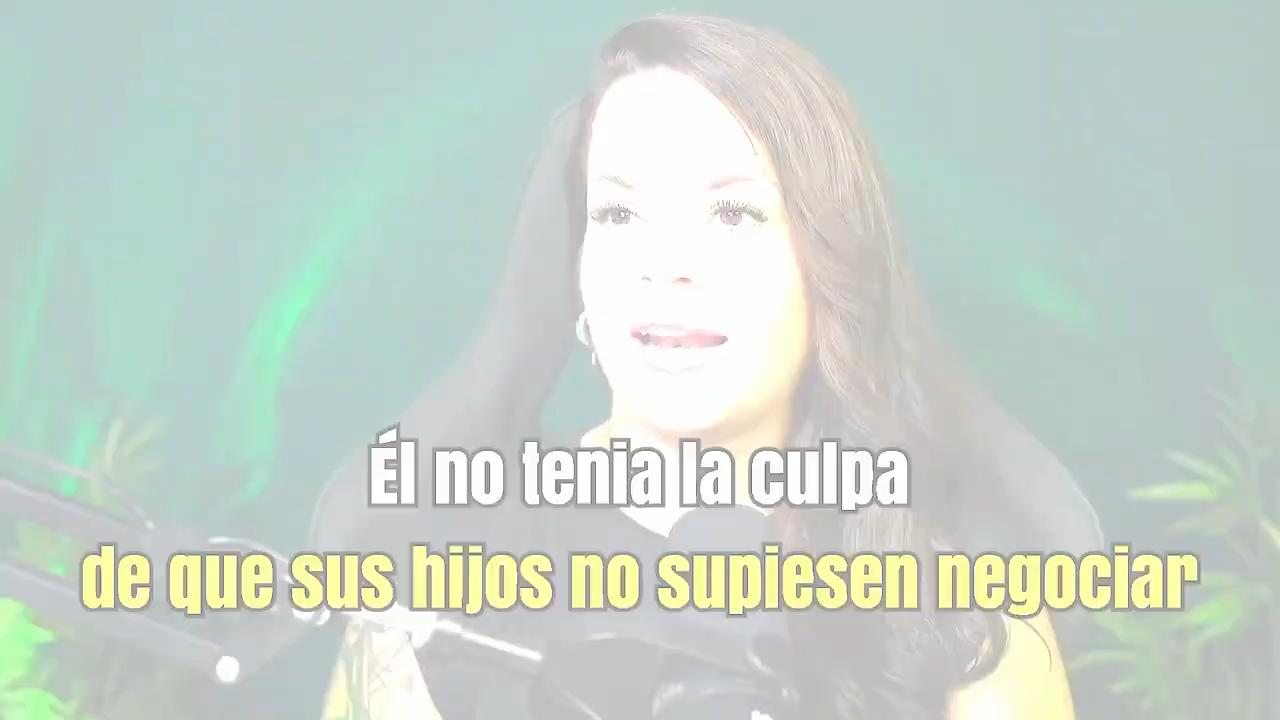 Él no tenia la culpa
de que sus hijos no supiesen negociar